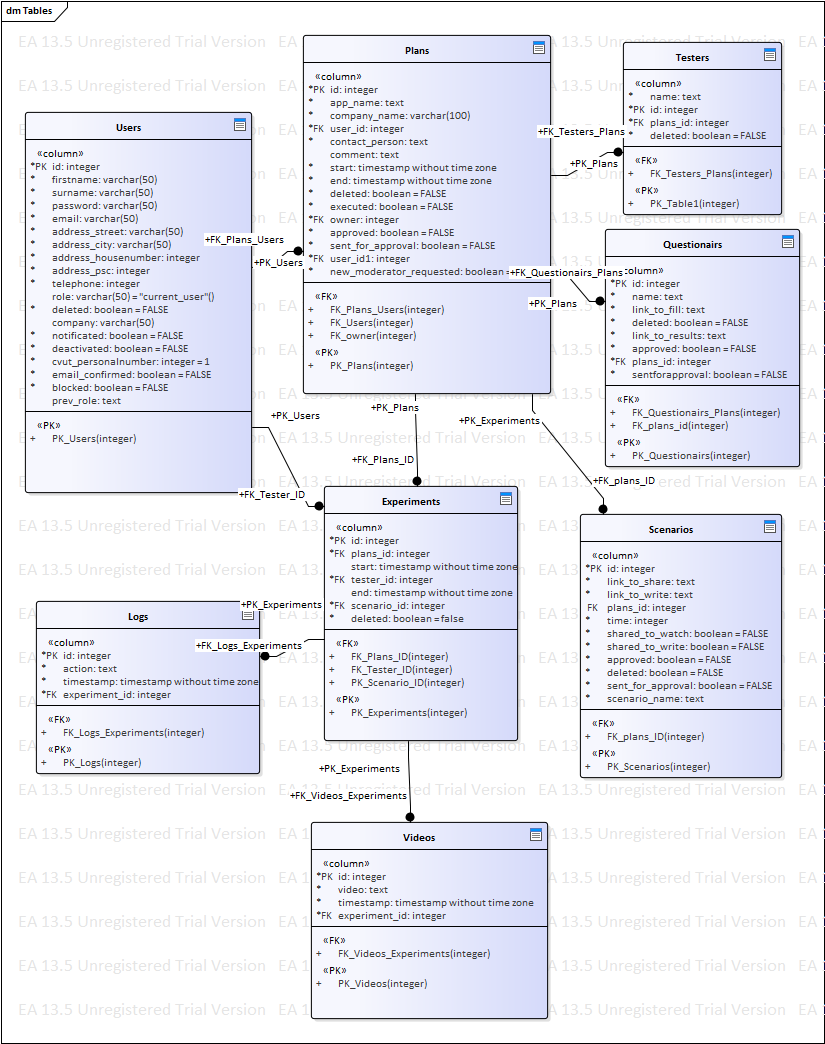 dm Tables
EA 13.5 Unregistered Trial Version
Plans
«column»
*PK id: integer
* app_name: text
* company_name: varchar(100)
*FK user_id: integer
* contact_person: text
comment: text
* start: timestamp without time zone
* end: timestamp without time zone
* deleted: boolean = FALSE
* executed: boolean = FALSE
*FK owner: integer
* approved: boolean = FALSE
* sent_for_approval: boolean = FALSE
*FK user_id1: integer
* new_moderator_requested: boolean =
«FK»
+ FK_Plans_Users(integer)
+ FK_Users(integer)
+ FK_owner(integer)
«PK»
+ PK_Plans(integer)
Testers
«column»
* name: text
*PK id: integer
*FK plans_id: integer
* deleted: boolean = FALSE
«FK»
+ FK_Testers_Plans(integer)
«PK»
+ PK_Table1(integer)
+FK_Testers_Plans
+PK_Plans
Users
«column»
*PK id: integer
* firstname: varchar(50)
* surname: varchar(50)
* password: varchar(50)
* email: varchar(50)
* address_street: varchar(50)
* address_city: varchar(50)
* address_housenumber: integer
* address_psc: integer
* telephone: integer
role: varchar(50) = "current_user"()
* deleted: boolean = FALSE
company: varchar(50)
* notificated: boolean = FALSE
* deactivated: boolean = FALSE
* cvut_personalnumber: integer = 1
* email_confirmed: boolean = FALSE
* blocked: boolean = FALSE
prev_role: text
«PK»
+ PK_Users(integer)
+FK_Plans_Users
+PK_Users
Questionairs
«column»
*PK id: integer
* name: text
* link_to_fill: text
* deleted: boolean = FALSE
* link_to_results: text
* approved: boolean = FALSE
*FK plans_id: integer
* sentforapproval: boolean = FALSE
«FK»
+ FK_Questionairs_Plans(integer)
+ FK_plans_id(integer)
«PK»
+ PK_Questionairs(integer)
+FK_Questionairs_Plans
+PK_Plans
+PK_Users
+FK_Tester_ID
+PK_Plans
+FK_Plans_ID
+PK_Experiments
+FK_plans_ID
Experiments
«column»
*PK id: integer
*FK plans_id: integer
start: timestamp without time zone
*FK tester_id: integer
end: timestamp without time zone
*FK scenario_id: integer
* deleted: boolean = false
«FK»
+ FK_Plans_ID(integer)
+ FK_Tester_ID(integer)
+ PK_Scenario_ID(integer)
«PK»
+ PK_Experiments(integer)
Scenarios
«column»
*PK id: integer
* link_to_share: text
* link_to_write: text
FK plans_id: integer
* time: integer
* shared_to_watch: boolean = FALSE
* shared_to_write: boolean = FALSE
* approved: boolean = FALSE
* deleted: boolean = FALSE
* sent_for_approval: boolean = FALSE
* scenario_name: text
«FK»
+ FK_plans_ID(integer)
«PK»
+ PK_Scenarios(integer)
+PK_Experiments
+FK_Logs_Experiments
Logs
«column»
*PK id: integer
* action: text
* timestamp: timestamp without time zone
*FK experiment_id: integer
«FK»
+ FK_Logs_Experiments(integer)
«PK»
+ PK_Logs(integer)
+PK_Experiments
+FK_Videos_Experiments
Videos
«column»
*PK id: integer
* video: text
* timestamp: timestamp without time zone
*FK experiment_id: integer
«FK»
+ FK_Videos_Experiments(integer)
«PK»
+ PK_Videos(integer)